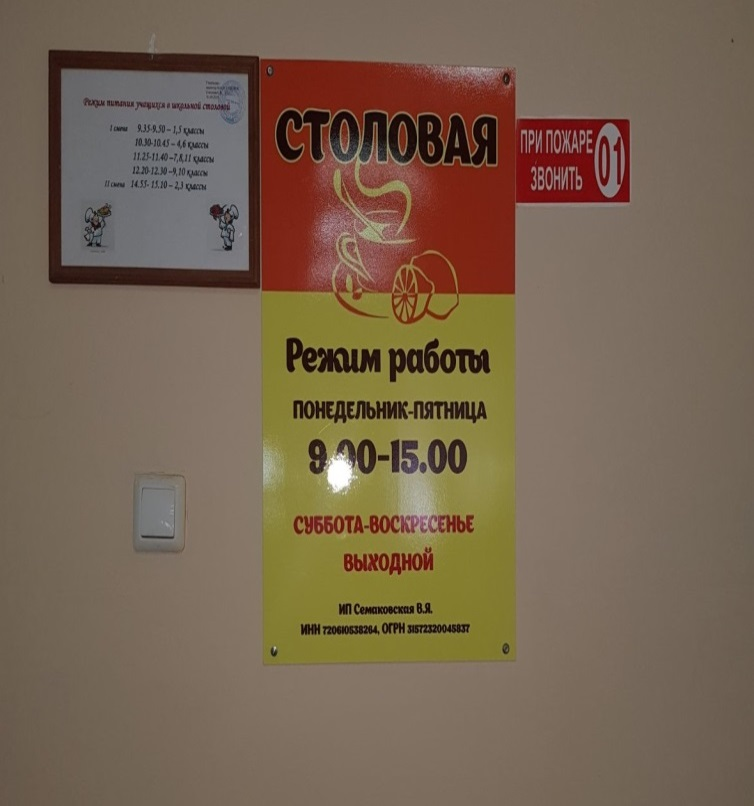 Режим питания учащихся в школьной столовой
1 смена 9.35-9.50 – 1,5 классы
10.30-10.45 – 4,6 классы
11.25-11.40 –7,8,11 классы
12.20-12.30 –9,10 классы
11 смена 14.55- 15.10 – 2,3 классы
СТОЛОВАЯ
Режим работы
ПОНЕДЕЛЬНИК-ПЯТНИЦА
9.00-15.00
СУББОТА-ВОСКРЕСЕНЬЕ
ВЫХОДНОЙ
ИП Семаковская В.Я.
ИНН 720610538264, ОГРН 31572320045837
ПРИ ПОЖАРЕ
ЗВОНИТЬ
01